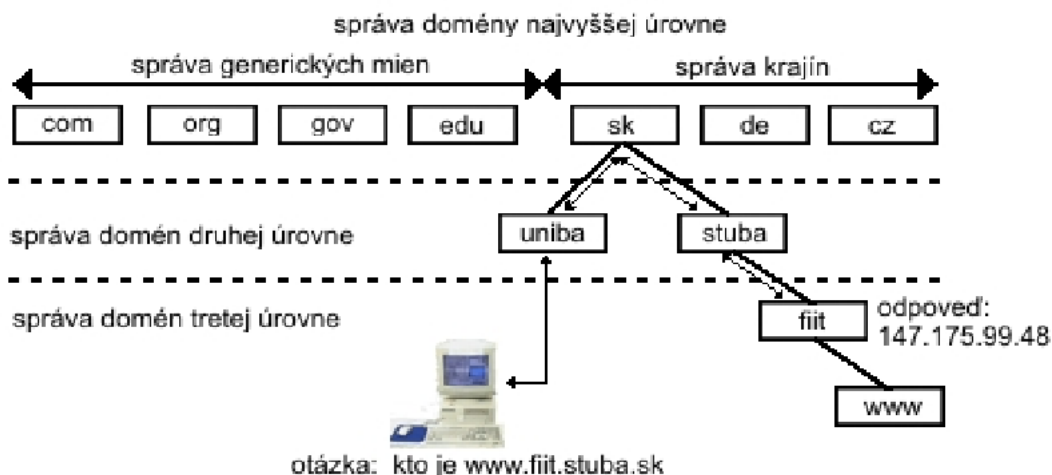 správa domény najvyššej úrovne
správa generických mien
správa krajín
com org gov edu sk de cz
správa domén druhej úrovne
uniba stuba
správa domén tretej úrovne
fiit
odpoveď:
147.175.99.48
www
otázka: kto je www.fiit.stuba.sk